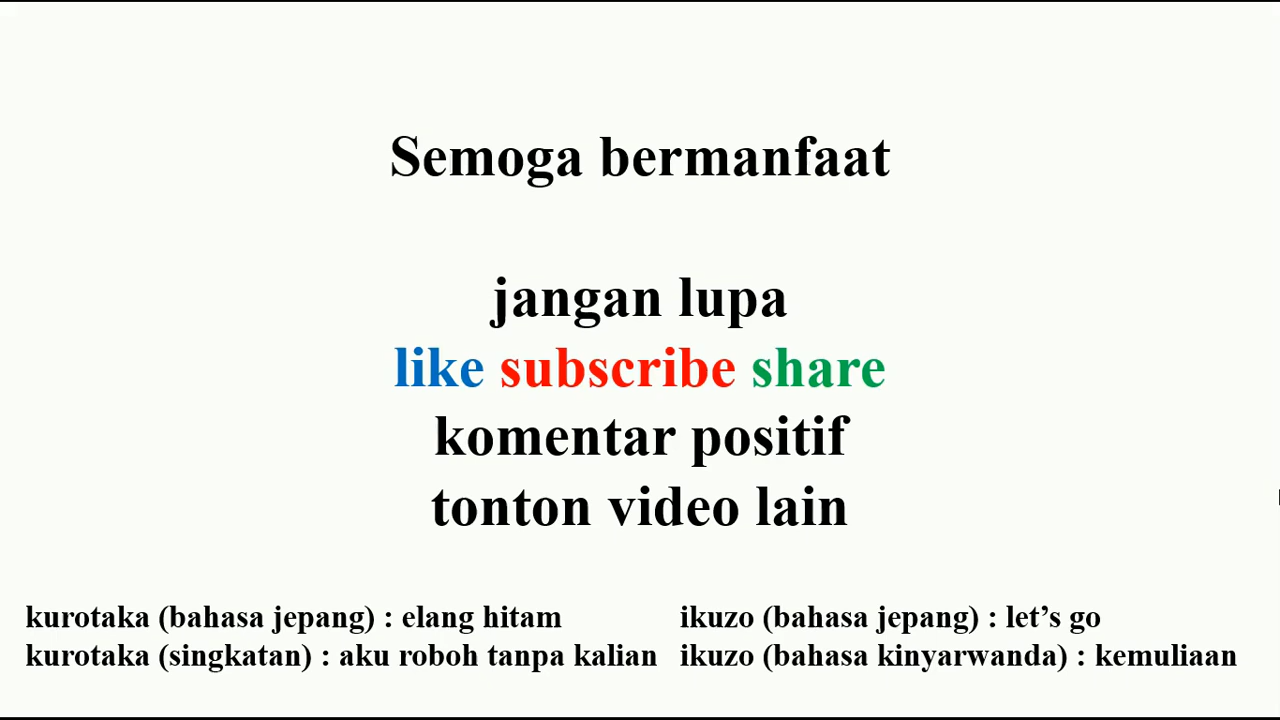 Semoga bermanfaat
jangan lupa
like subscribe share
komentar positif
tonton video lain
kurotaka (bahasa jepang) : elang hitam
kurotaka (singkatan) : aku roboh tanpa kalian
ikuzo (bahasa jepang) : let’s go
ikuzo (bahasa kinyarwanda) : kemuliaan